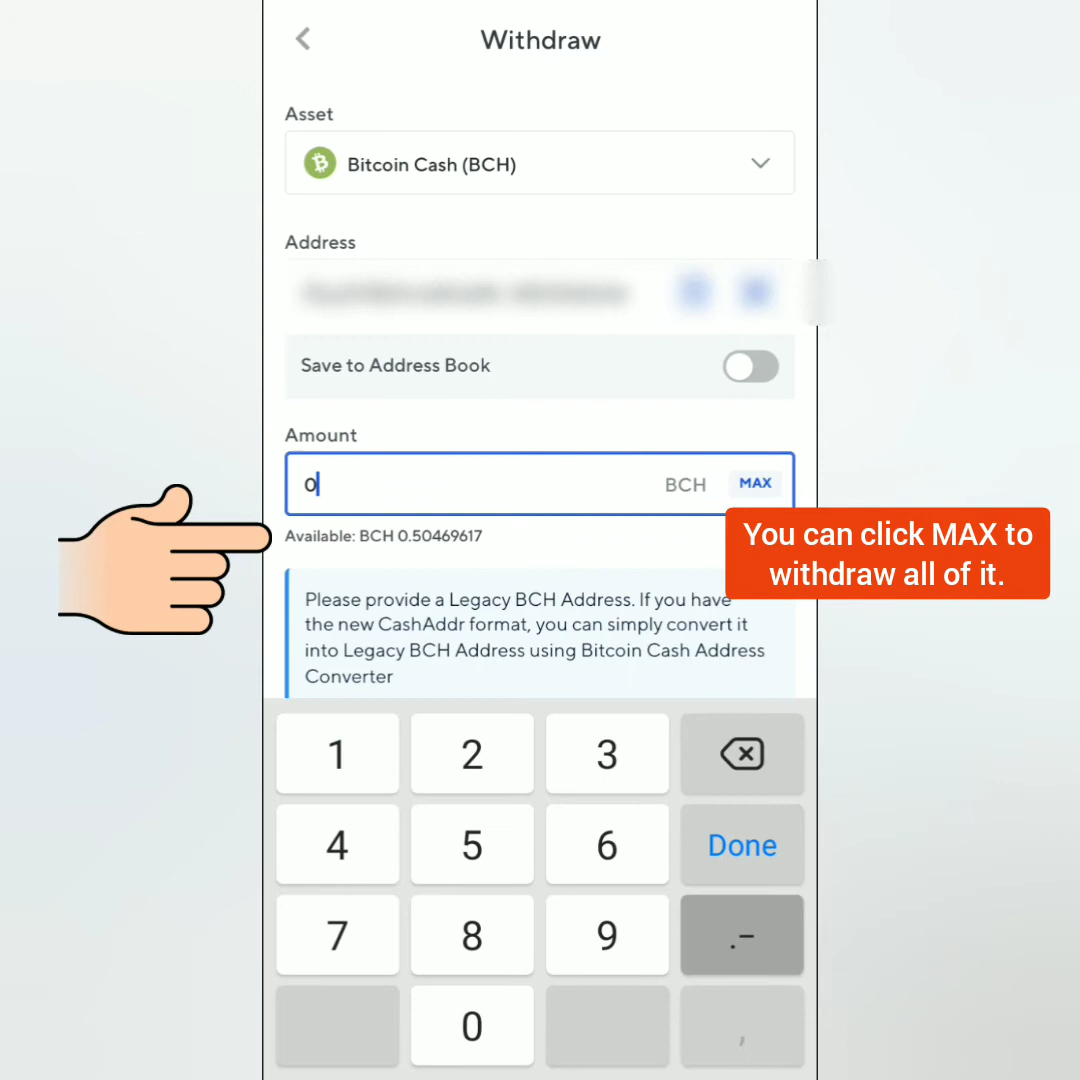 Withdraw
Asset
Bitcoin Cash (BCH)
Address
Save to Address Book
Amount
0
BCH
MAX
Available: BCH 0.50469617
You can click MAX to
withdraw all of it.
Please provide a Legacy BCH Address. If you have
the new CashAddr format, you can simply convert it
into Legacy BCH Address using Bitcoin Cash Address
Converter
1 2 3
4 5 6 Done
7 8 9 .-
0 ,